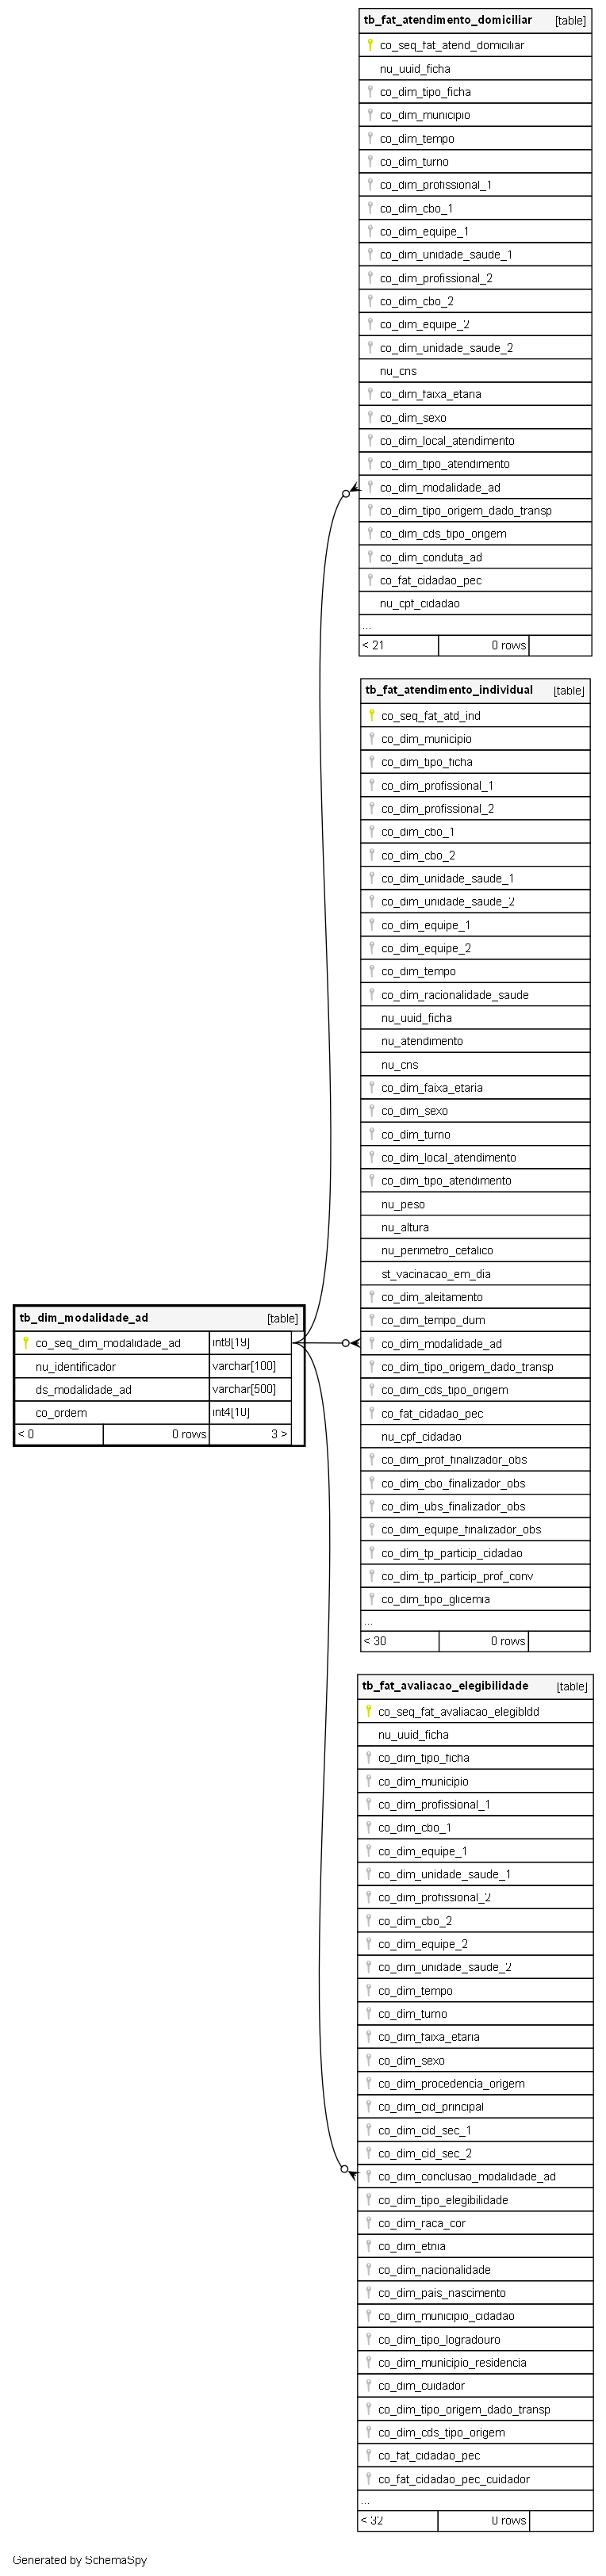 tb_fat_atendimento_domiciliar [table]
co_seq_fat_atend_domiciliar
nu_uuid_ficha
co_dim_tipo_ficha
co_dim_municipio
co_dim_tempo
co_dim_turno
co_dim_profissional_1
co_dim_cbo_1
co_dim_equipe_1
co_dim_unidade_saude_1
co_dim_profissional_2
co_dim_cbo_2
co_dim_equipe_2
co_dim_unidade_saude_2
nu_cns
co_dim_faixa_etaria
co_dim_sexo
co_dim_local_atendimento
co_dim_tipo_atendimento
co_dim_modalidade_ad
co_dim_tipo_origem_dado_transp
co_dim_cds_tipo_origem
co_dim_conduta_ad
co_fat_cidadao_pec
nu_cpf_cidadao
...
< 21 0 rows
tb_fat_atendimento_individual [table]
co_seq_fat_atd_ind
co_dim_municipio
co_dim_tipo_ficha
co_dim_profissional_1
co_dim_profissional_2
co_dim_cbo_1
co_dim_cbo_2
co_dim_unidade_saude_1
co_dim_unidade_saude_2
co_dim_equipe_1
co_dim_equipe_2
co_dim_tempo
co_dim_racionalidade_saude
nu_uuid_ficha
nu_atendimento
nu_cns
co_dim_faixa_etaria
co_dim_sexo
co_dim_turno
co_dim_local_atendimento
co_dim_tipo_atendimento
nu_peso
nu_altura
nu_perimetro_cefalico
st_vacinacao_em_dia
co_dim_aleitamento
co_dim_tempo_dum
co_dim_modalidade_ad
co_dim_tipo_origem_dado_transp
co_dim_cds_tipo_origem
co_fat_cidadao_pec
nu_cpf_cidadao
co_dim_prof_finalizador_obs
co_dim_cbo_finalizador_obs
co_dim_ubs_finalizador_obs
co_dim_equipe_finalizador_obs
co_dim_tp_particip_cidadao
co_dim_tp_particip_prof_conv
co_dim_tipo_glicemia
...
< 30 0 rows
tb_dim_modalidade_ad [table]
co_seq_dim_modalidade_ad int8[19]
nu_identificador varchar[100]
ds_modalidade_ad varchar[500]
co_ordem int4[10]
< 0 0 rows 3 >
tb_fat_avaliacao_elegibilidade [table]
co_seq_fat_avaliacao_elegibldd
nu_uuid_ficha
co_dim_tipo_ficha
co_dim_municipio
co_dim_profissional_1
co_dim_cbo_1
co_dim_equipe_1
co_dim_unidade_saude_1
co_dim_profissional_2
co_dim_cbo_2
co_dim_equipe_2
co_dim_unidade_saude_2
co_dim_tempo
co_dim_turno
co_dim_faixa_etaria
co_dim_sexo
co_dim_procedencia_origem
co_dim_cid_principal
co_dim_cid_sec_1
co_dim_cid_sec_2
co_dim_conclusao_modalidade_ad
co_dim_tipo_elegibilidade
co_dim_raca_cor
co_dim_etnia
co_dim_nacionalidade
co_dim_pais_nascimento
co_dim_municipio_cidadao
co_dim_tipo_logradouro
co_dim_municipio_residencia
co_dim_cuidador
co_dim_tipo_origem_dado_transp
co_dim_cds_tipo_origem
co_fat_cidadao_pec
co_fat_cidadao_pec_cuidador
...
< 32 0 rows
Generated by SchemaSpy